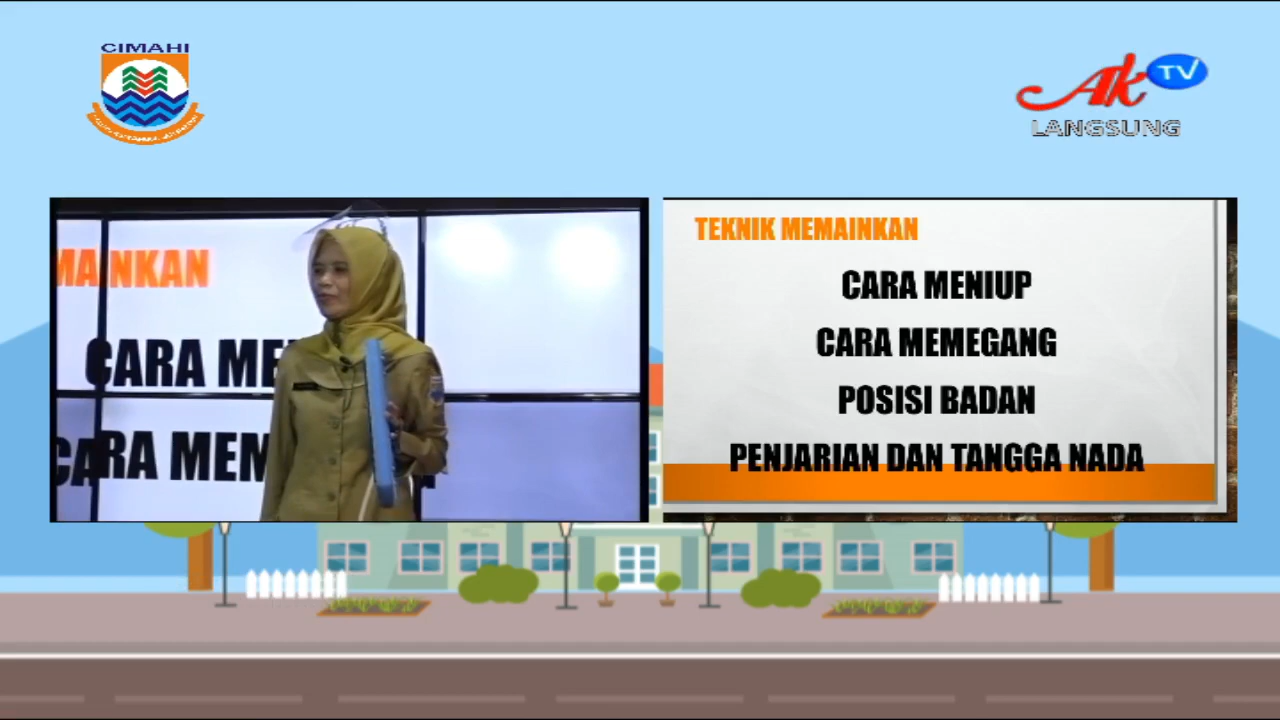 CIMAHI
Ak TV
LANGSUNG
MAINKAN
CARA ME
CARA MEM
TEKNIK MEMAINKAN
CARA MENIUP
CARA MEMEGANG
POSISI BADAN
PENJARIAN DAN TANGGA NADA